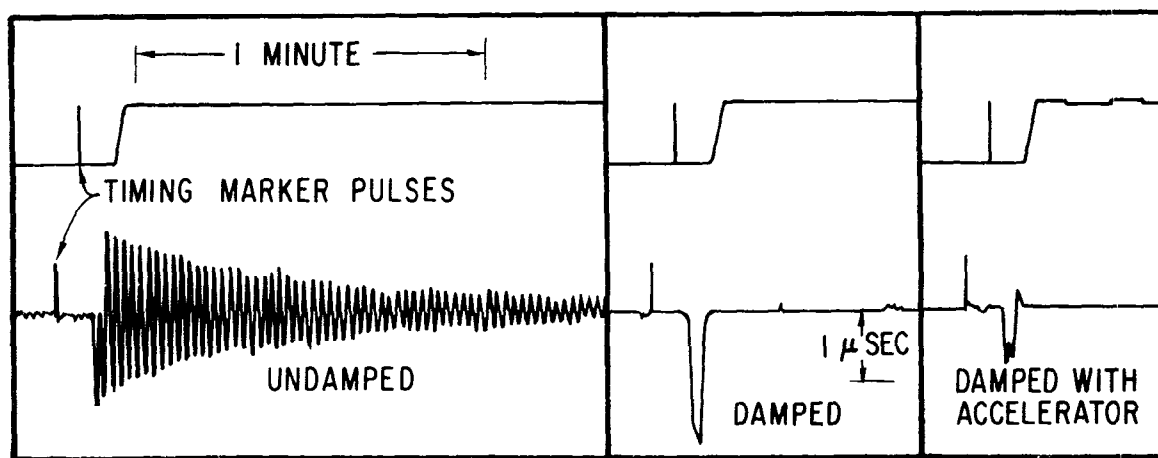 1 MINUTE
TIMING MARKER PULSES
UNDAMPED
1 μ SEC
DAMPED
DAMPED WITH
ACCELERATOR